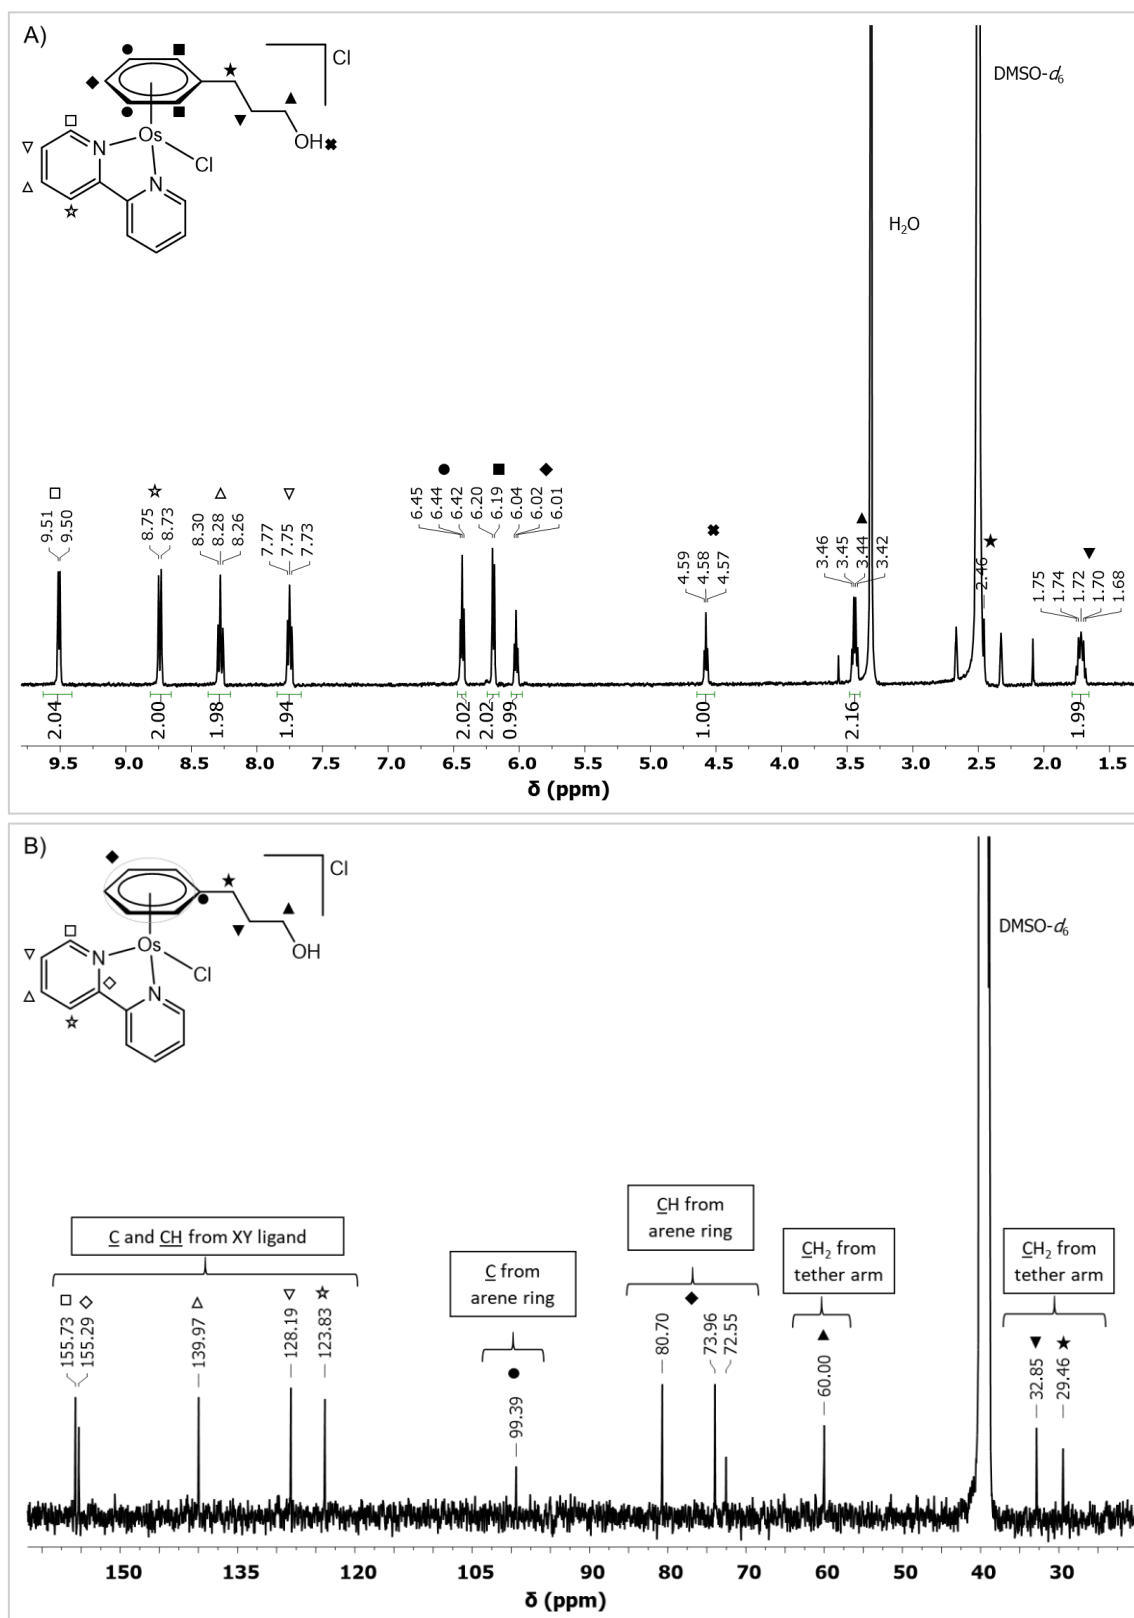 A)
Cl
Os
N
Cl
N
OH
DMSO-d6
H2O
9.51
9.50
8.75
8.73
8.30
8.28
8.26
7.77
7.75
7.73
6.45
6.44
6.42
6.20
6.19
6.04
6.02
6.01
4.59
4.58
4.57
3.46
3.45
3.44
3.42
2.46
1.75
1.74
1.72
1.70
1.68
2.04
2.00
1.98
1.94
2.02
2.02
0.99
1.00
2.16
1.99
9.5 9.0 8.5 8.0 7.5 7.0 6.5 6.0 5.5 5.0 4.5 4.0 3.5 3.0 2.5 2.0 1.5
δ (ppm)
B)
Cl
Os
N
Cl
N
OH
DMSO-d6
C and CH from XY ligand
C from
arene ring
CH from
arene ring
CH2 from
tether arm
CH2 from
tether arm
155.73
155.29
139.97
128.19
123.83
99.39
80.70
73.96
72.55
60.00
32.85
29.46
150 135 120 105 90 80 70 60 50 40 30
δ (ppm)